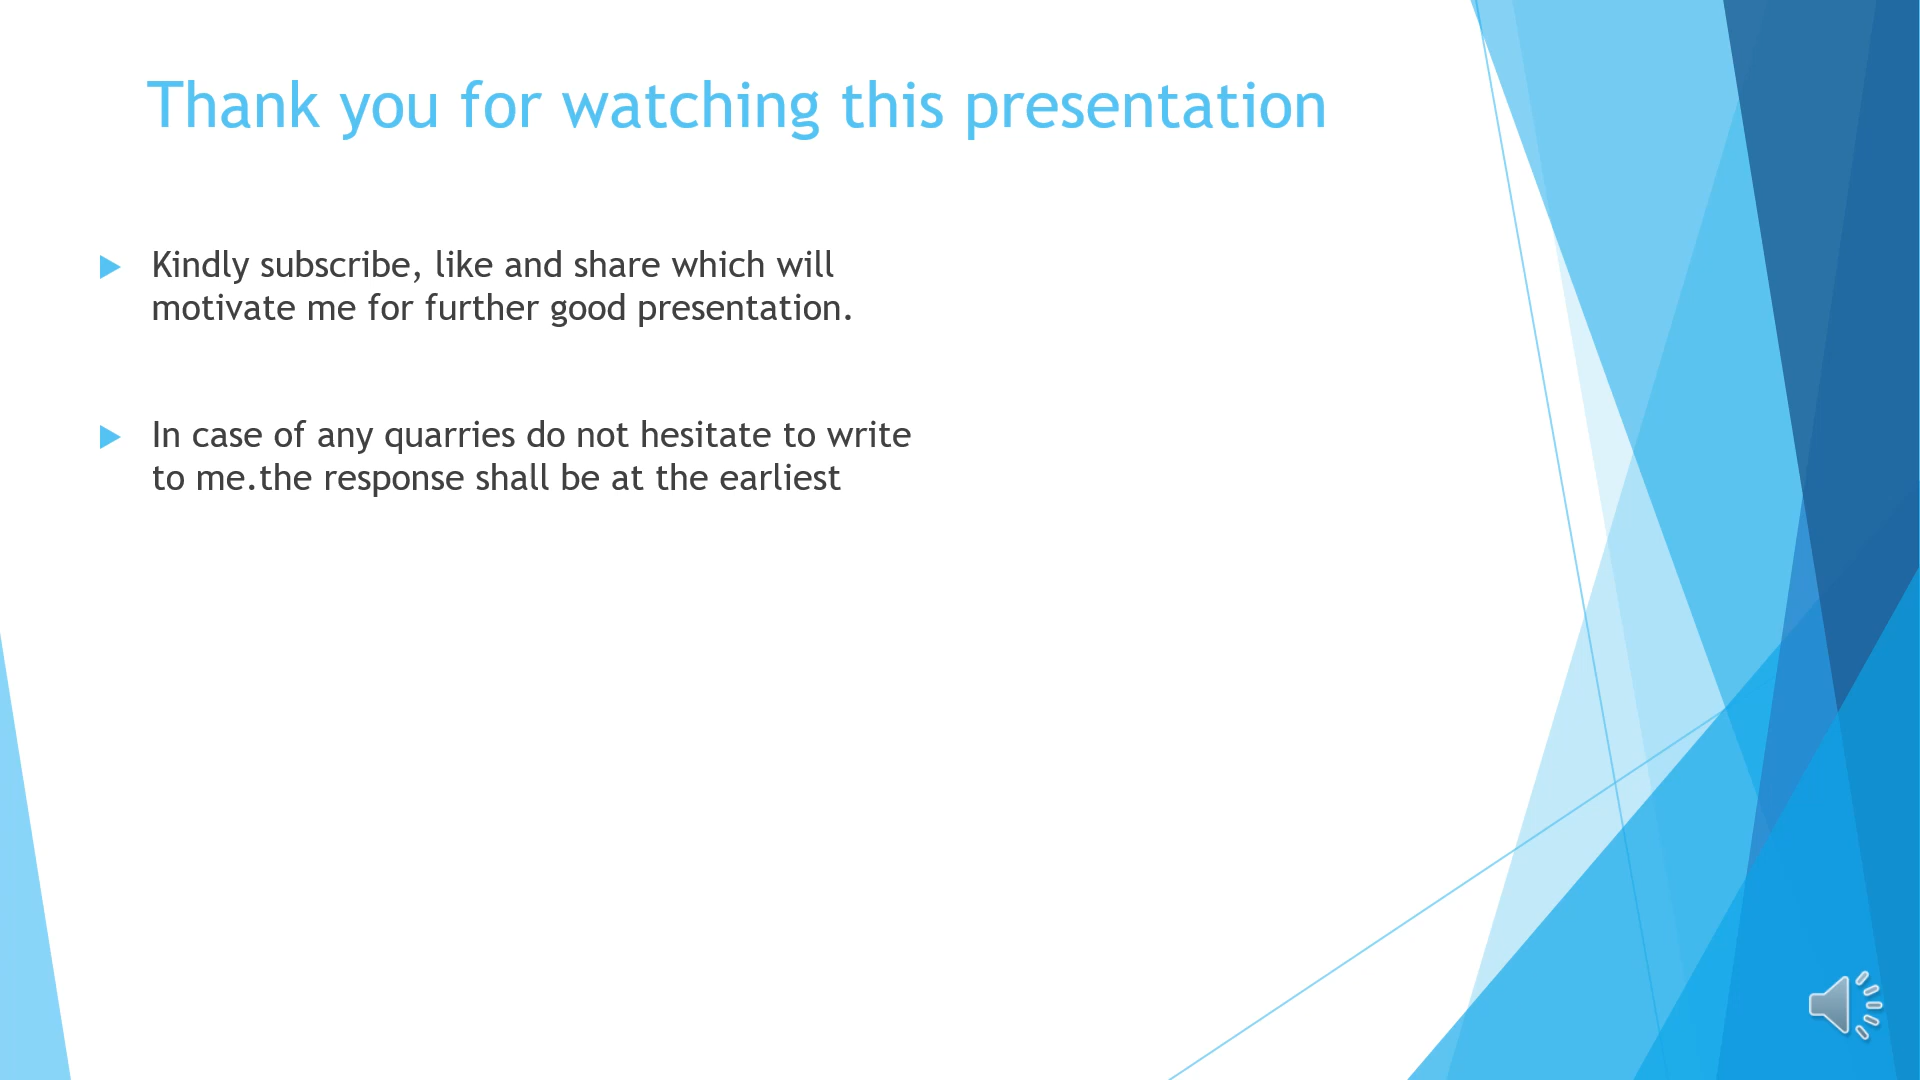 Thank you for watching this presentation
Kindly subscribe, like and share which will
motivate me for further good presentation.
In case of any quarries do not hesitate to write
to me.the response shall be at the earliest